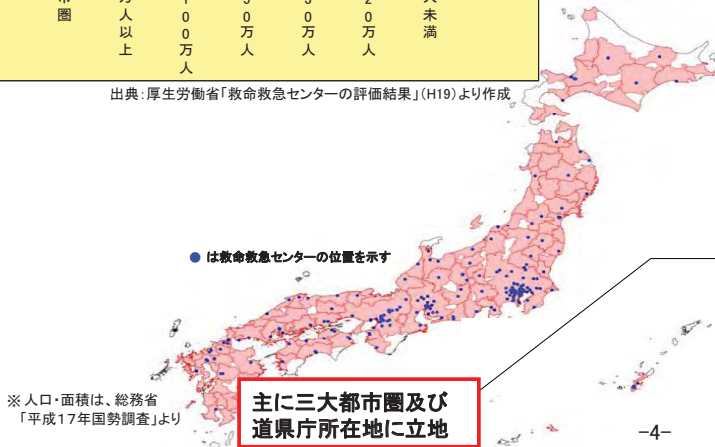 市圏
万人以上
100万人
50万人
30万人
20万人
人未満
出典:厚生労働省「救命救急センターの評価結果」(H19)より作成
● は救命救急センターの位置を示す
※人口・面積は、総務省
「平成17年国勢調査」より
主に三大都市圏及び
道県庁所在地に立地
-4-